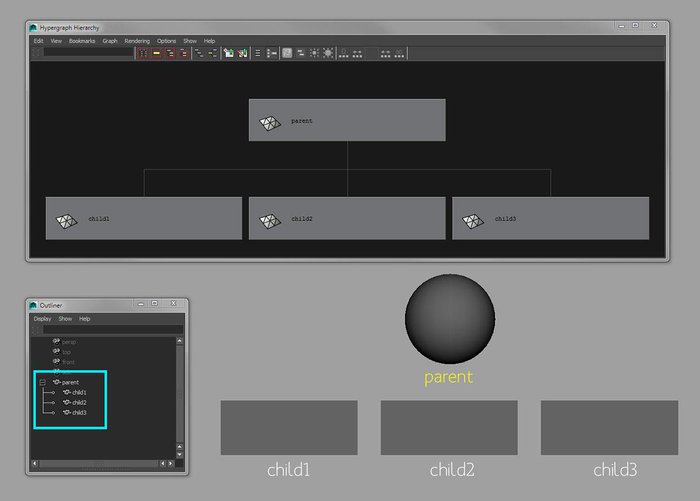 Hypergraph Hierarchy
Edit View Bookmarks Graph Rendering Options Show Help
parent
child1 child2 child3
Outliner
Display Show Help
persp
top
front
parent
child1
child2
child3
parent
child1 child2 child3